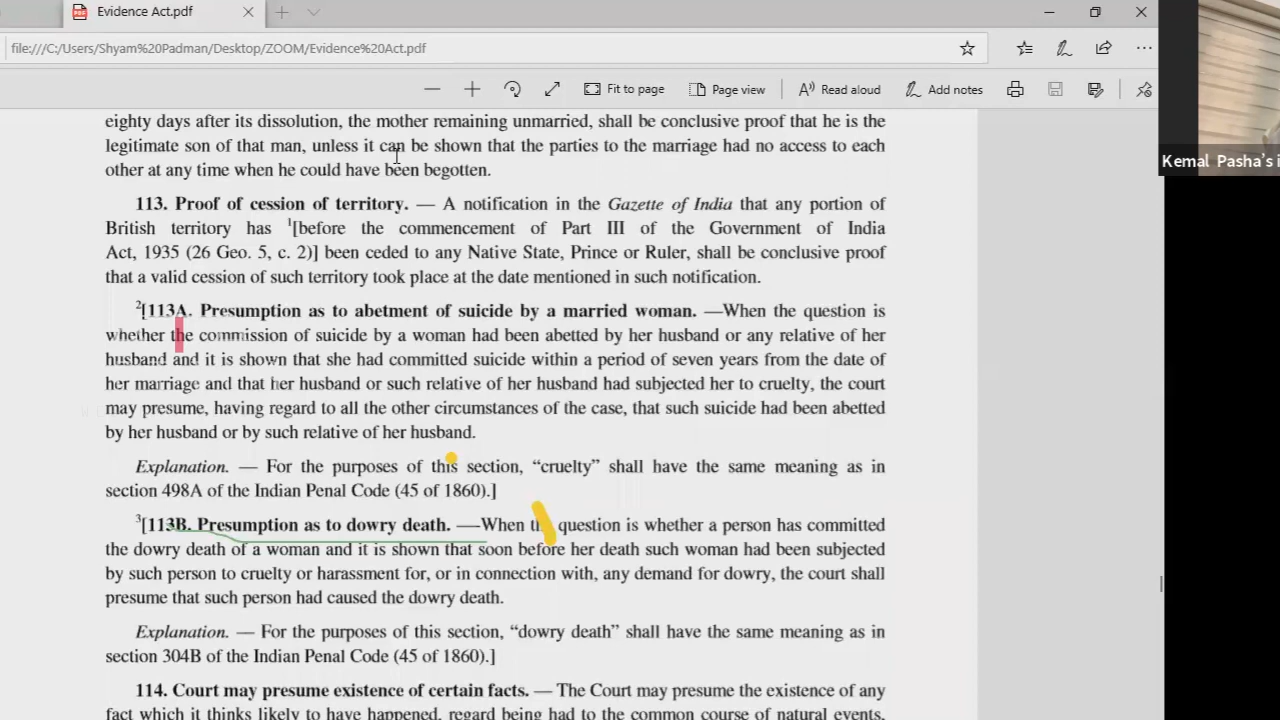 Evidence Act.pdf
file:///C:/Users/Shyam%20Padman/Desktop/ZOOM/Evidence%20Act.pdf
Fit to page
Page view
Read aloud
Add notes
eighty days after its dissolution, the mother remaining unmarried, shall be conclusive proof that he is the
legitimate son of that man, unless it can be shown that the parties to the marriage had no access to each
other at any time when he could have been begotten.
113. Proof of cession of territory. — A notification in the Gazette of India that any portion of
British territory has 1[before the commencement of Part III of the Government of India
Act, 1935 (26 Geo. 5, c. 2)] been ceded to any Native State, Prince or Ruler, shall be conclusive proof
that a valid cession of such territory took place at the date mentioned in such notification.
2[113A. Presumption as to abetment of suicide by a married woman. —When the question is
whether the commission of suicide by a woman had been abetted by her husband or any relative of her
husband and it is shown that she had committed suicide within a period of seven years from the date of
her marriage and that her husband or such relative of her husband had subjected her to cruelty, the court
may presume, having regard to all the other circumstances of the case, that such suicide had been abetted
by her husband or by such relative of her husband.
Explanation. — For the purposes of this section, “cruelty” shall have the same meaning as in
section 498A of the Indian Penal Code (45 of 1860).]
3[113B. Presumption as to dowry death. —When question is whether a person has committed
the dowry death of a woman and it is shown that soon before her death such woman had been subjected
by such person to cruelty or harassment for, or in connection with, any demand for dowry, the court shall
presume that such person had caused the dowry death.
Explanation. — For the purposes of this section, “dowry death” shall have the same meaning as in
section 304B of the Indian Penal Code (45 of 1860).]
114. Court may presume existence of certain facts. — The Court may presume the existence of any
fact which it thinks likely to have happened, regard being had to the common course of natural events,
Kemal Pasha's i